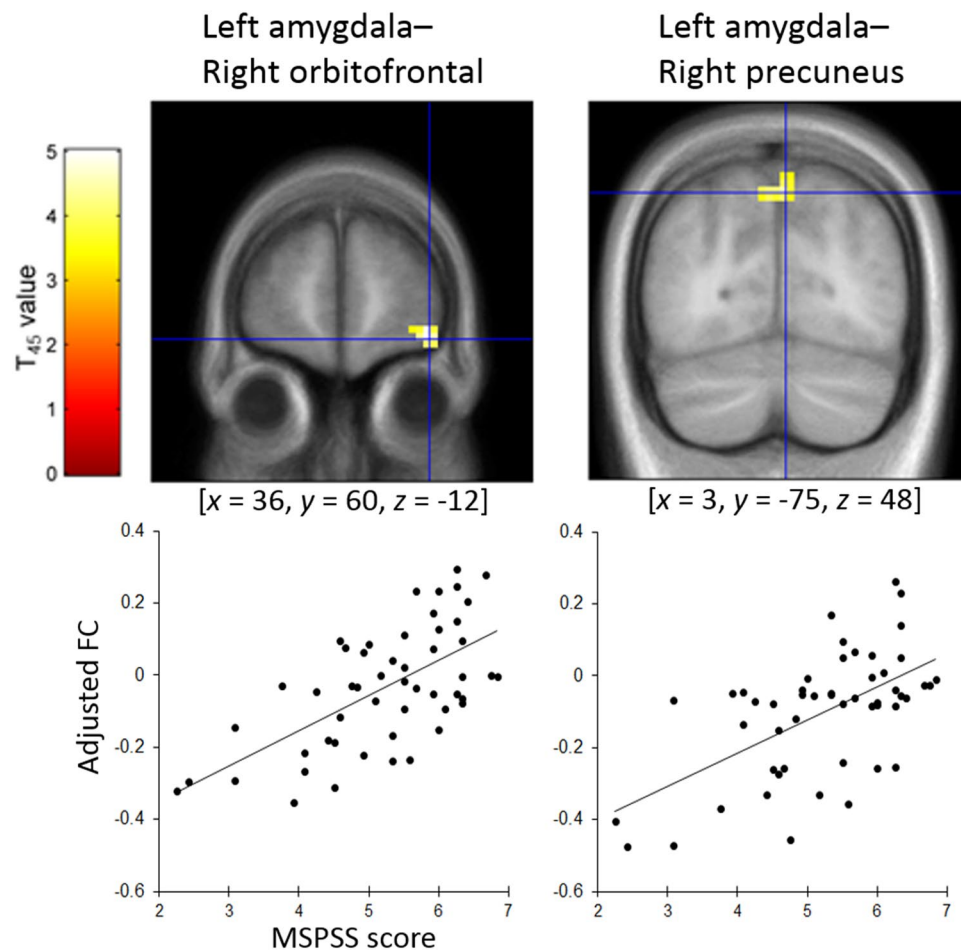 Left amygdala–
Right orbitofrontal
Left amygdala–
Right precuneus
5
4
3
2
1
0
T45 value
[x = 36, y = 60, z = -12]
[x = 3, y = -75, z = 48]
0.4
0.2
0
-0.2
-0.4
-0.6
Adjusted FC
2 3 4 5 6 7
MSPSS score
0.4
0.2
0
-0.2
-0.4
-0.6
2 3 4 5 6 7